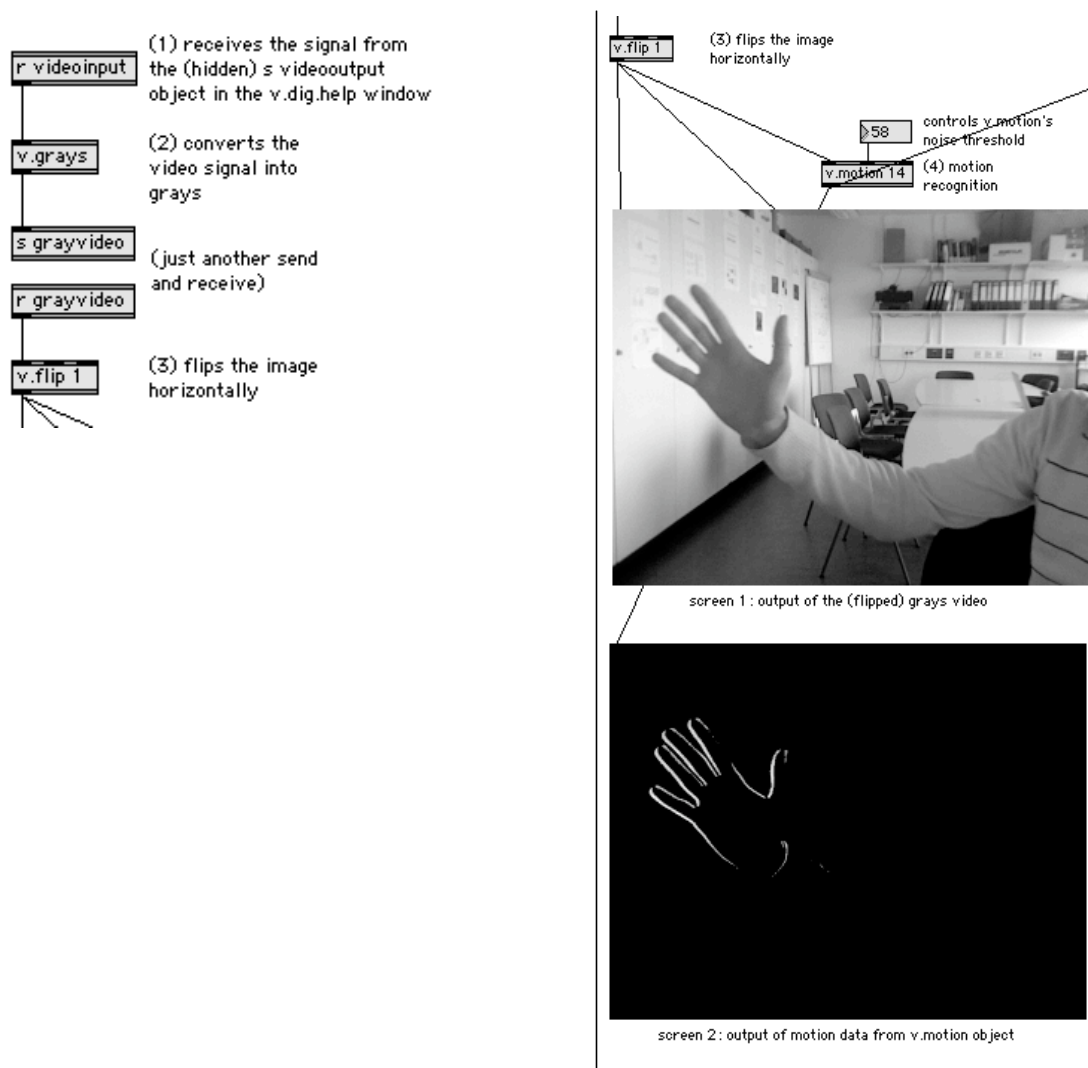 r videoinput
(1) receives the signal from
the (hidden) s videooutput
object in the v.dig.help window
v.grays
(2) converts the
video signal into
grays
s grayvideo
(just another send
and receive)
r grayvideo
v.flip 1
(3) flips the image
horizontally
v.flip 1
(3) flips the image
horizontally
58
controls v.motion's
noise threshold
v.motion 14
(4) motion
recognition
screen 1 : output of the (flipped) grays video
screen 2 : output of motion data from v.motion object